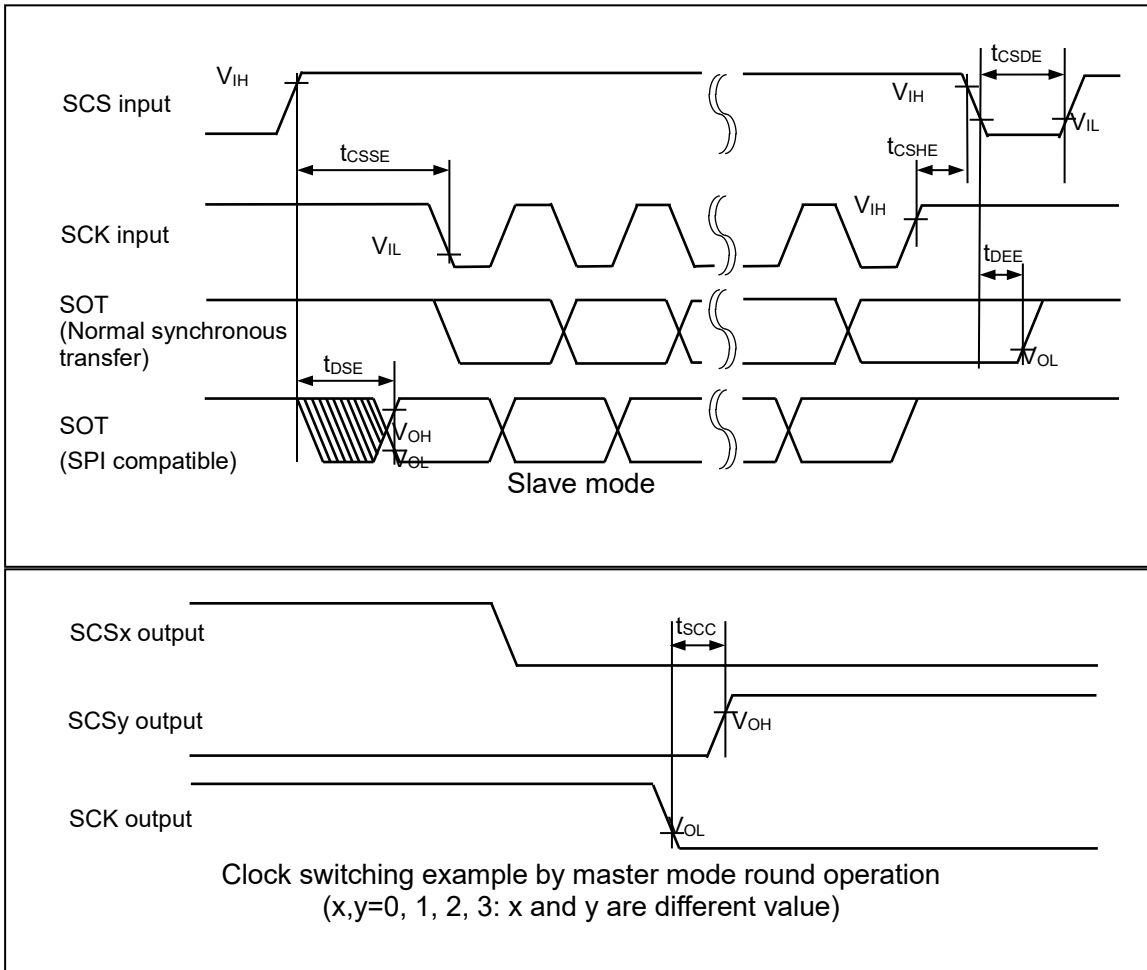 VIH
tCSDE
SCS input
VIH
VIL
tCSSE
tCSHE
VIH
SCK input
VIL
tDEE
SOT
(Normal synchronous
transfer)
VOL
tDSE
SOT
VOH
(SPI compatible)
VOL
Slave mode
SCSx output
tSCC
SCSy output
VOH
SCK output
VOL
Clock switching example by master mode round operation
(x,y=0, 1, 2, 3: x and y are different value)